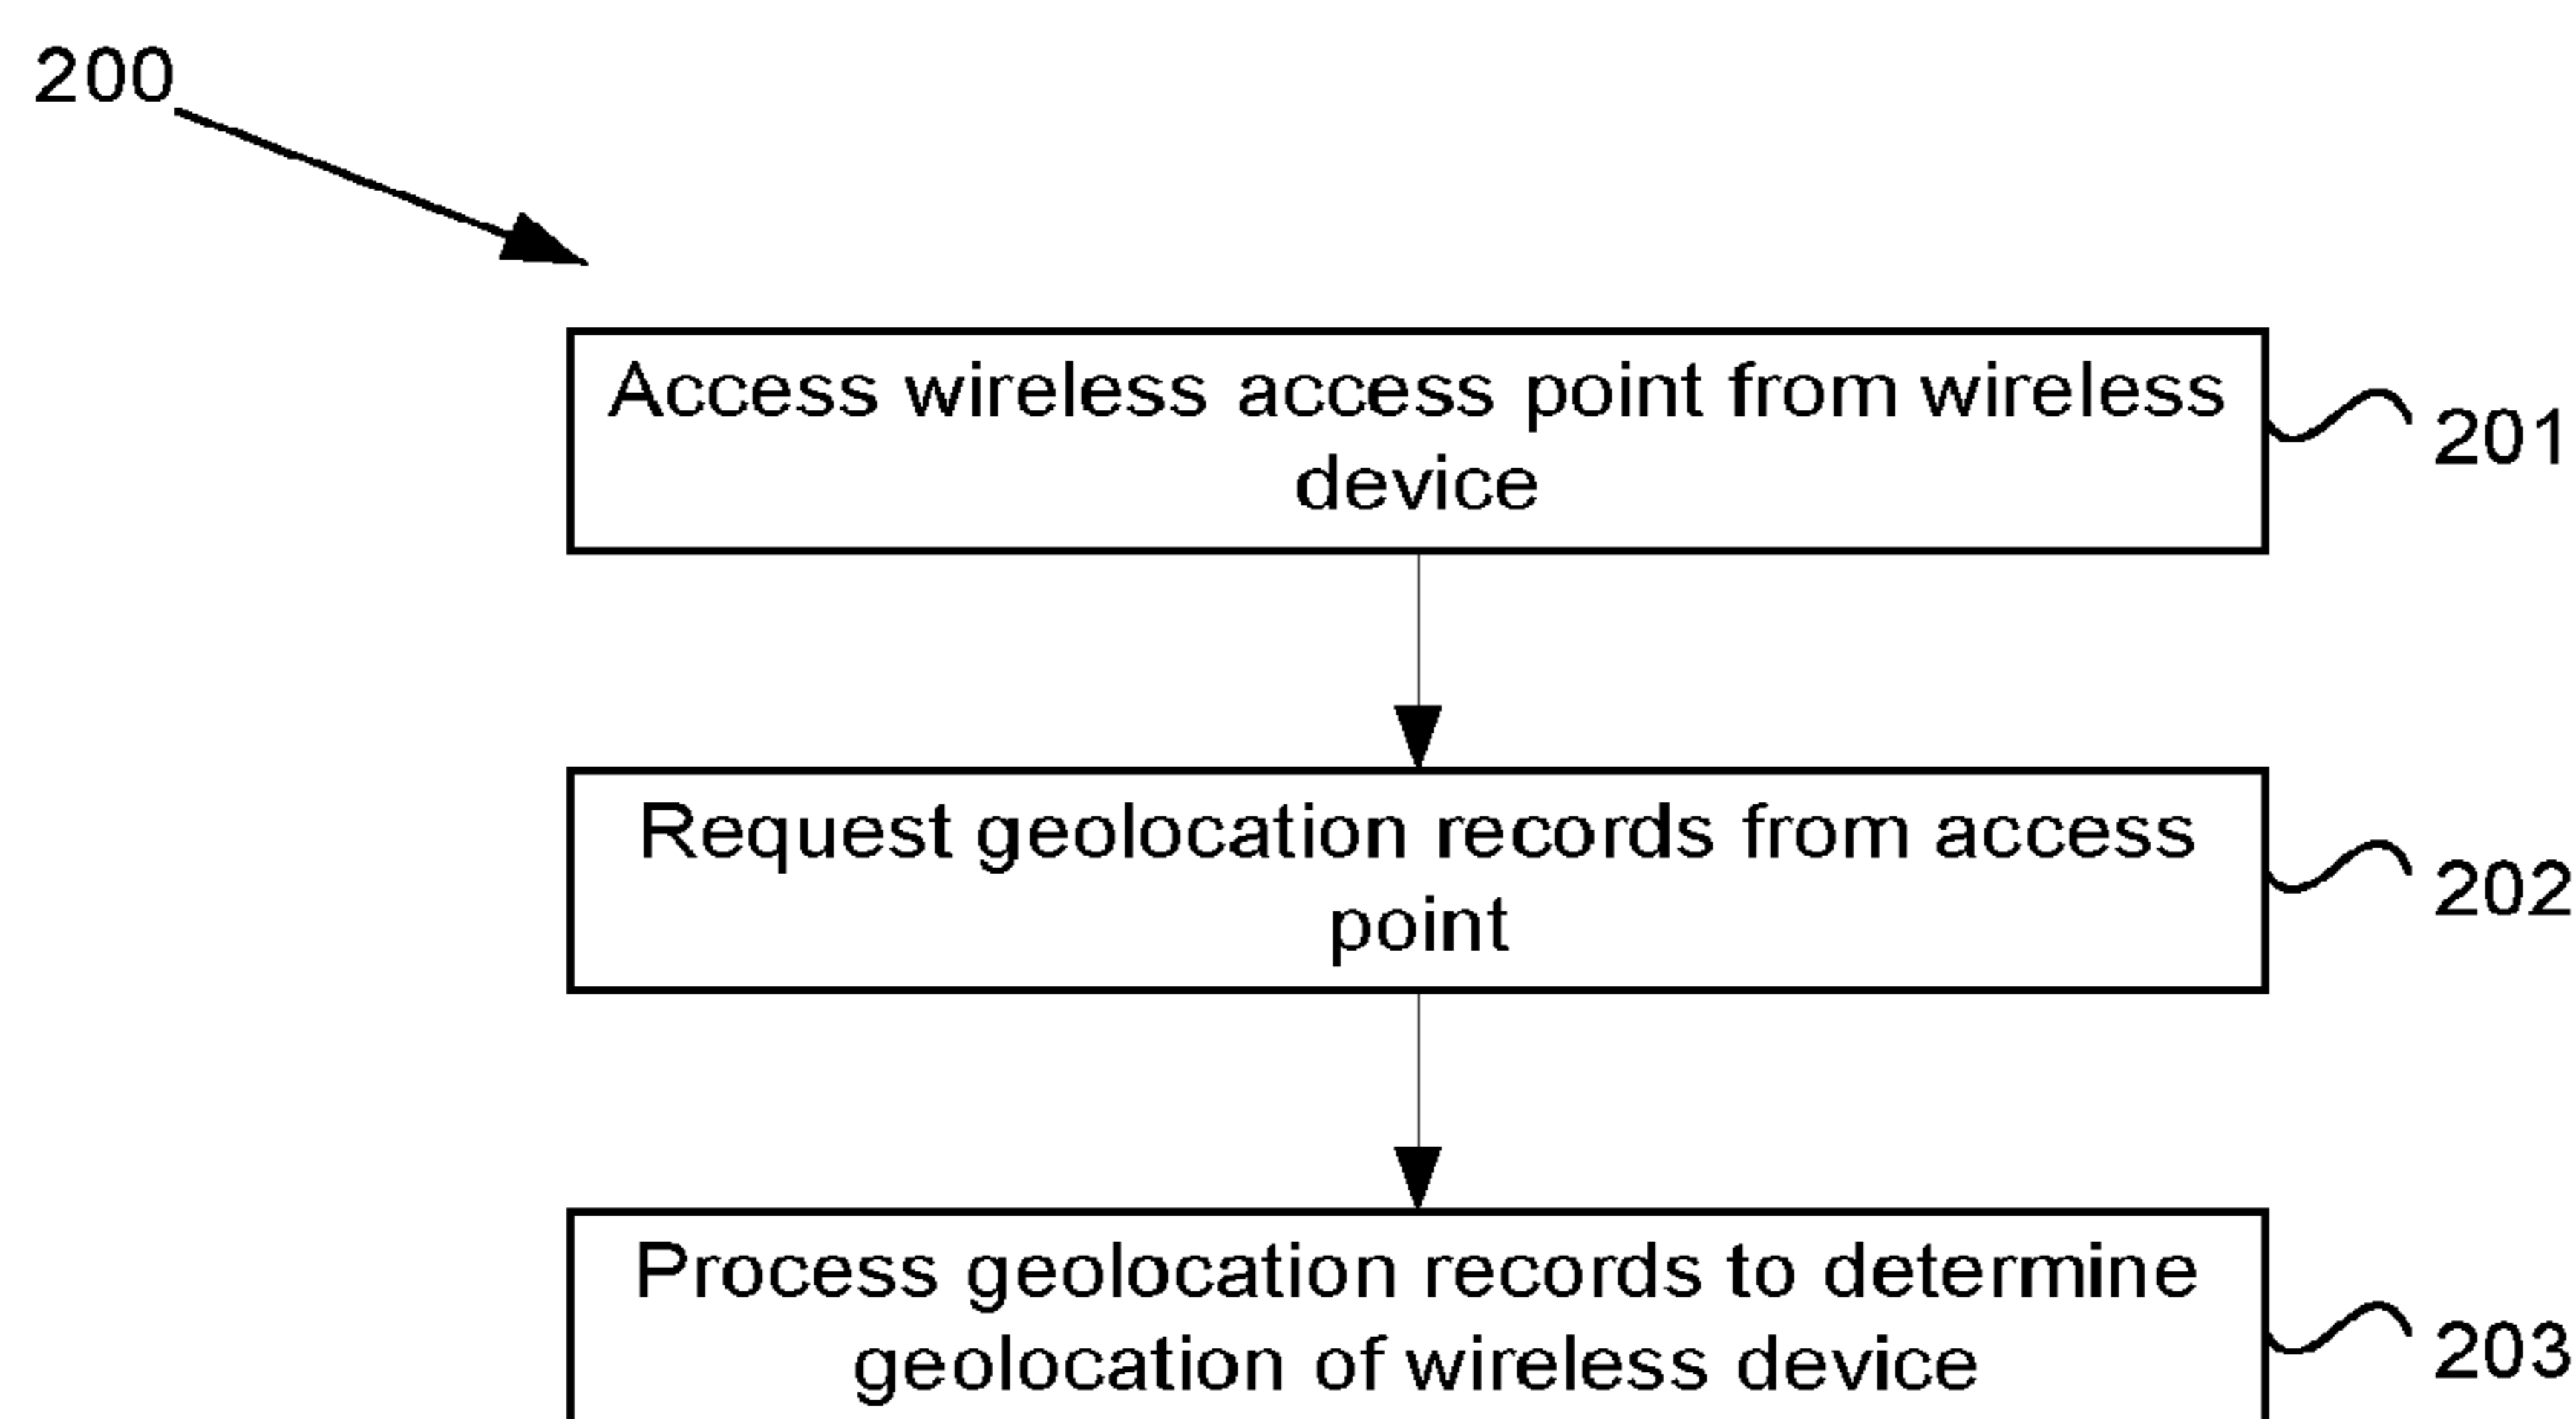 200
Access wireless access point from wireless
device
201
Request geolocation records from access
point
202
Process geolocation records to determine
geolocation of wireless device
203